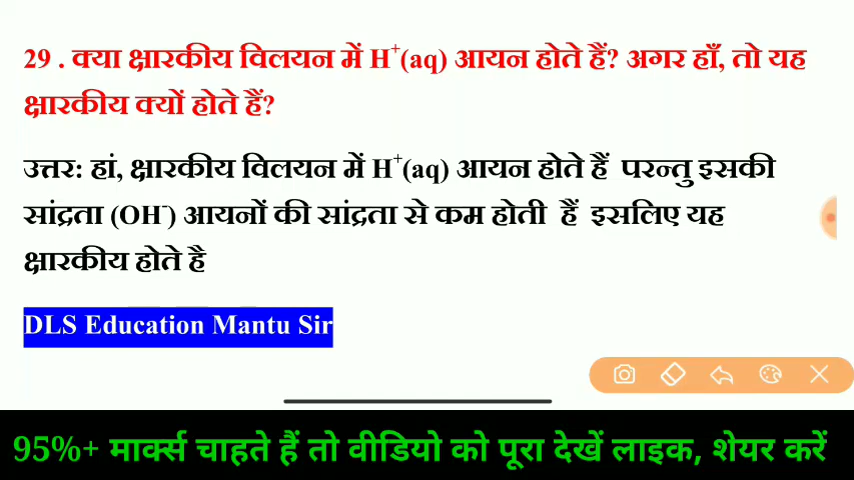 29 . क्या क्षारकीय विलयन में H⁺(aq) आयन होते हैं? अगर हाँ, तो यह
क्षारकीय क्यों होते हैं?
उत्तर: हां, क्षारकीय विलयन में H⁺(aq) आयन होते हैं परन्तु इसकी
सांद्रता (OH⁻) आयनों की सांद्रता से कम होती हैं इसलिए यह
क्षारकीय होते है
DLS Education Mantu Sir
95%+ मार्क्स चाहते हैं तो वीडियो को पूरा देखें लाइक, शेयर करें